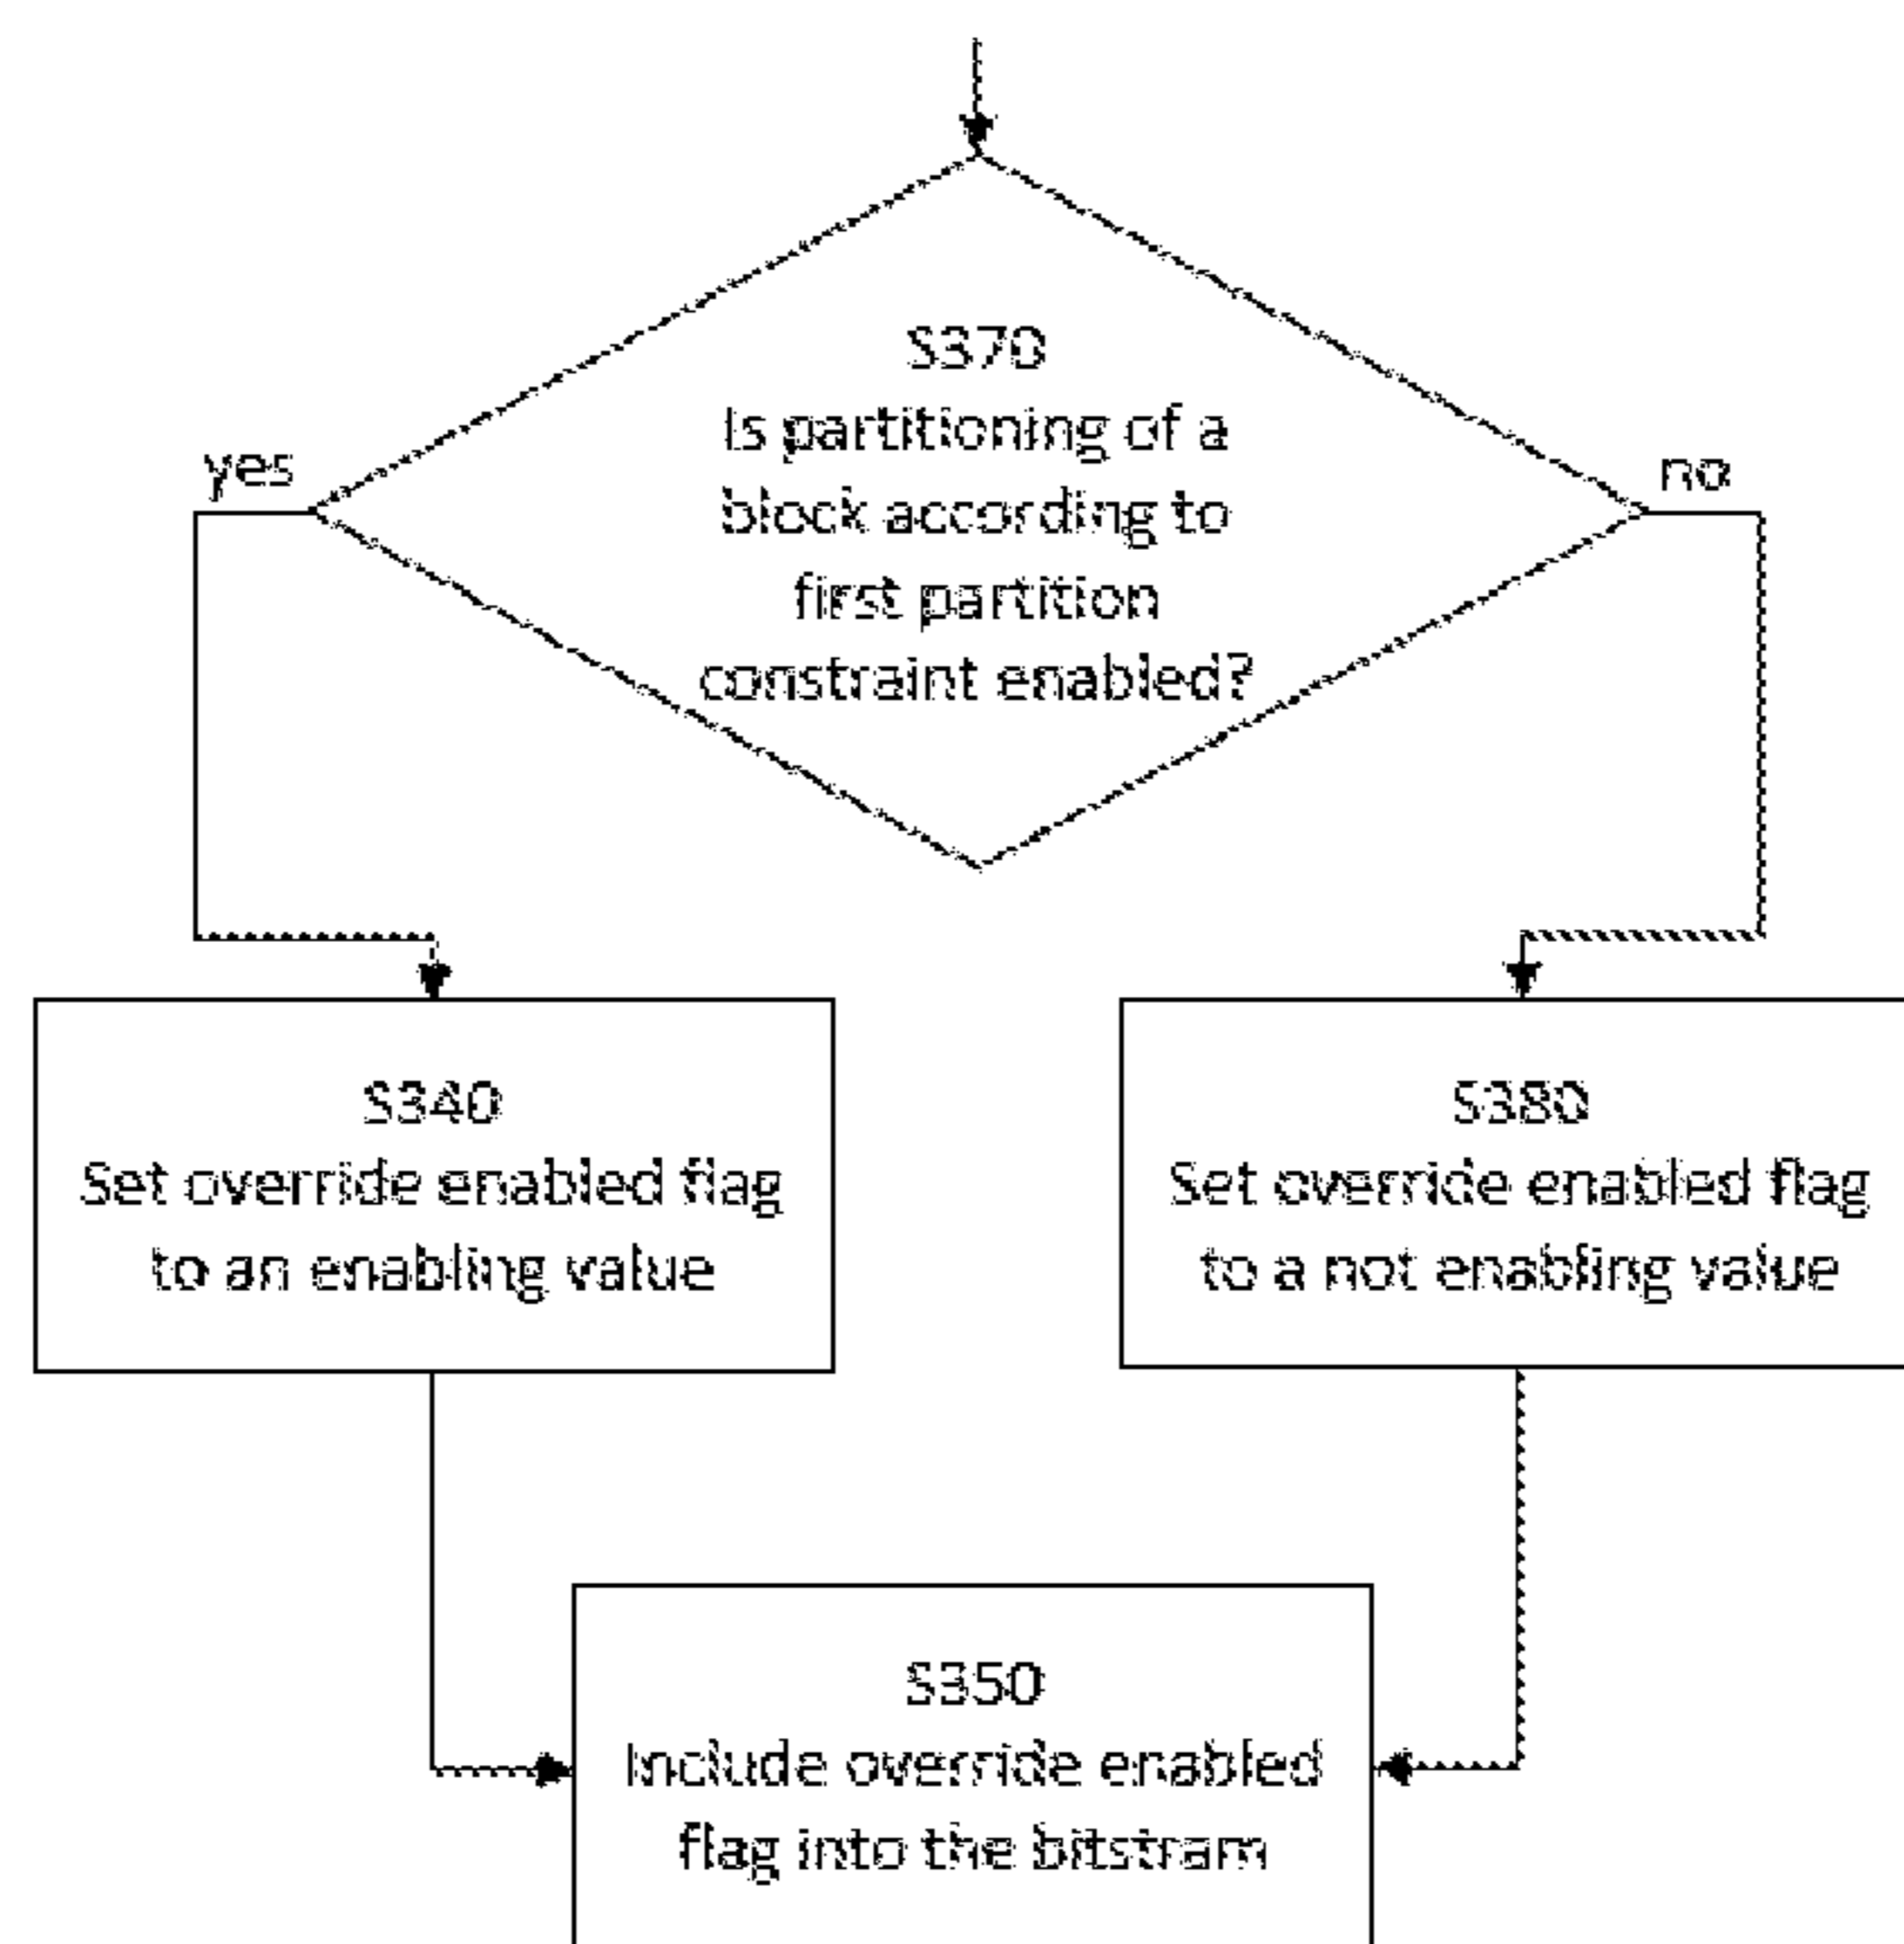 S370
Is partitioning of a
block according to
first partition
constraint enabled?
yes
no
S340
Set override enabled flag
to an enabling value
S380
Set override enabled flag
to a not enabling value
S350
Include override enabled
flag into the bitstram